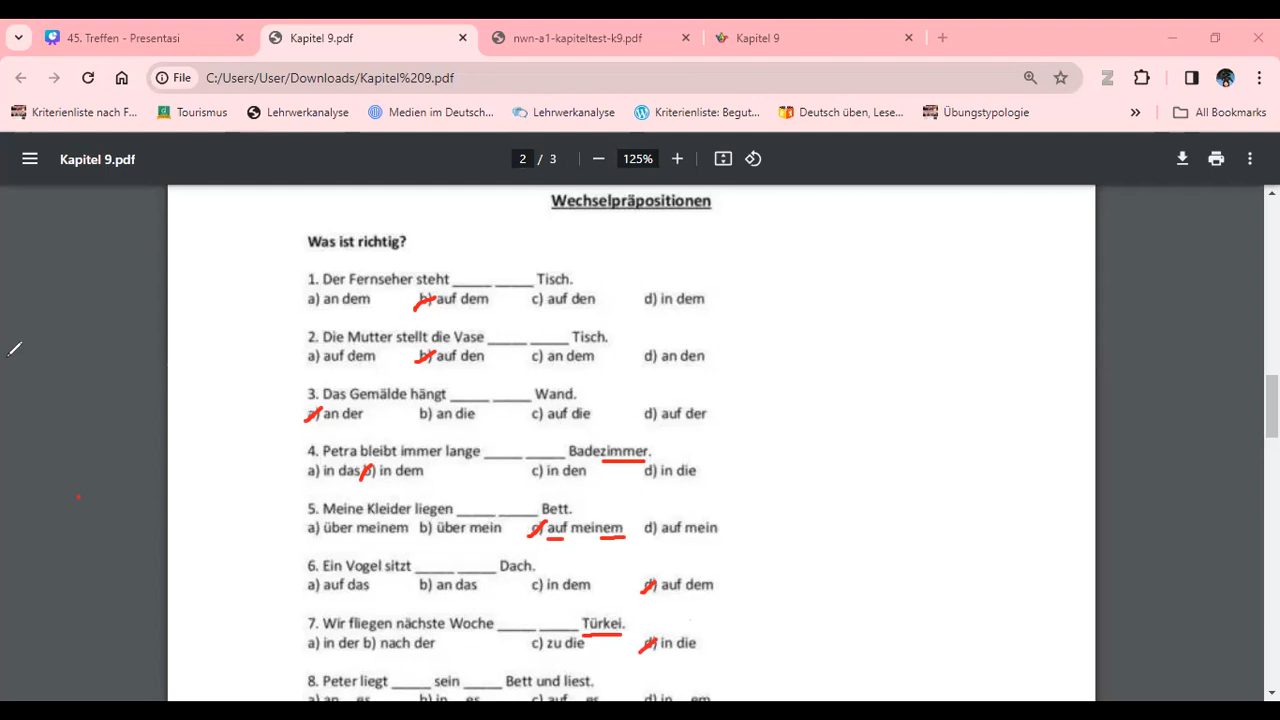 45. Treffen - Presentasi
Kapitel 9.pdf
nwn-a1-kapiteltest-k9.pdf
Kapitel 9
File C:/Users/User/Downloads/Kapitel%209.pdf
Kriterienliste nach F... Tourismus Lehrwerkanalyse Medien im Deutsch... Lehrwerkanalyse Kriterienliste: Begut... Deutsch üben, Lese... Übungstypologie » All Bookmarks
Kapitel 9.pdf 2 / 3 125%
Wechselpräpositionen
Was ist richtig?
1. Der Fernseher steht _____ _____ Tisch.
a) an dem b) auf dem c) auf den d) in dem
2. Die Mutter stellt die Vase _____ _____ Tisch.
a) auf dem b) auf den c) an dem d) an den
3. Das Gemälde hängt _____ _____ Wand.
a) an der b) an die c) auf die d) auf der
4. Petra bleibt immer lange _____ _____ Badezimmer.
a) in das b) in dem c) in den d) in die
5. Meine Kleider liegen _____ _____ Bett.
a) über meinem b) über mein c) auf meinem d) auf mein
6. Ein Vogel sitzt _____ _____ Dach.
a) auf das b) an das c) in dem d) auf dem
7. Wir fliegen nächste Woche _____ _____ Türkei.
a) in der b) nach der c) zu die d) in die
8. Peter liegt _____ sein _____ Bett und liest.